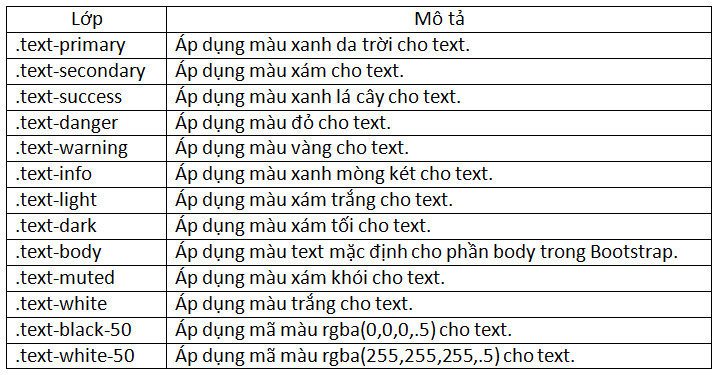 Lớp Mô tả
.text-primary Áp dụng màu xanh da trời cho text.
.text-secondary Áp dụng màu xám cho text.
.text-success Áp dụng màu xanh lá cây cho text.
.text-danger Áp dụng màu đỏ cho text.
.text-warning Áp dụng màu vàng cho text.
.text-info Áp dụng màu xanh mòng két cho text.
.text-light Áp dụng màu xám trắng cho text.
.text-dark Áp dụng màu xám tối cho text.
.text-body Áp dụng màu text mặc định cho phần body trong Bootstrap.
.text-muted Áp dụng màu xám khói cho text.
.text-white Áp dụng màu trắng cho text.
.text-black-50 Áp dụng mã màu rgba(0,0,0,.5) cho text.
.text-white-50 Áp dụng mã màu rgba(255,255,255,.5) cho text.